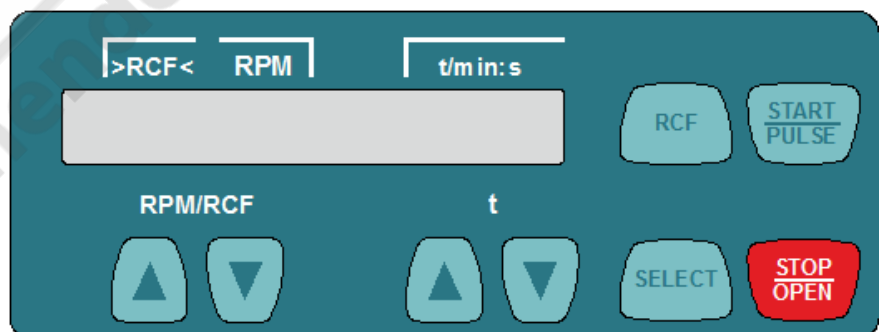 >RCF< RPM t/min:s
RCF
START
PULSE
RPM/RCF t
SELECT
STOP
OPEN